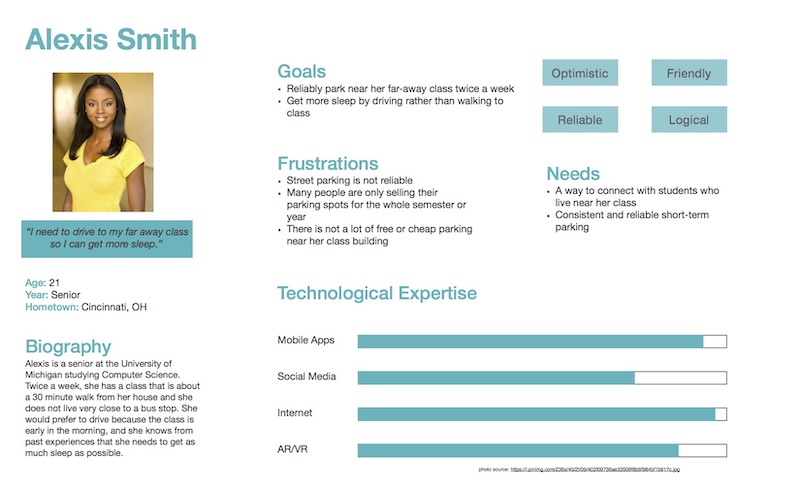 Alexis Smith
"I need to drive to my far away class
so I can get more sleep."
Age: 21
Year: Senior
Hometown: Cincinnati, OH
Biography
Alexis is a senior at the University of
Michigan studying Computer Science.
Twice a week, she has a class that is about
a 30 minute walk from her house and she
does not live very close to a bus stop. She
would prefer to drive because the class is
early in the morning, and she knows from
past experiences that she needs to get as
much sleep as possible.
Goals
• Reliably park near her far-away class twice a week
• Get more sleep by driving rather than walking to
class
Frustrations
• Street parking is not reliable
• Many people are only selling their
parking spots for the whole semester or
year
• There is not a lot of free or cheap parking
near her class building
Optimistic
Friendly
Reliable
Logical
Needs
• A way to connect with students who
live near her class
• Consistent and reliable short-term
parking
Technological Expertise
Mobile Apps
Social Media
Internet
AR/VR
photo source: